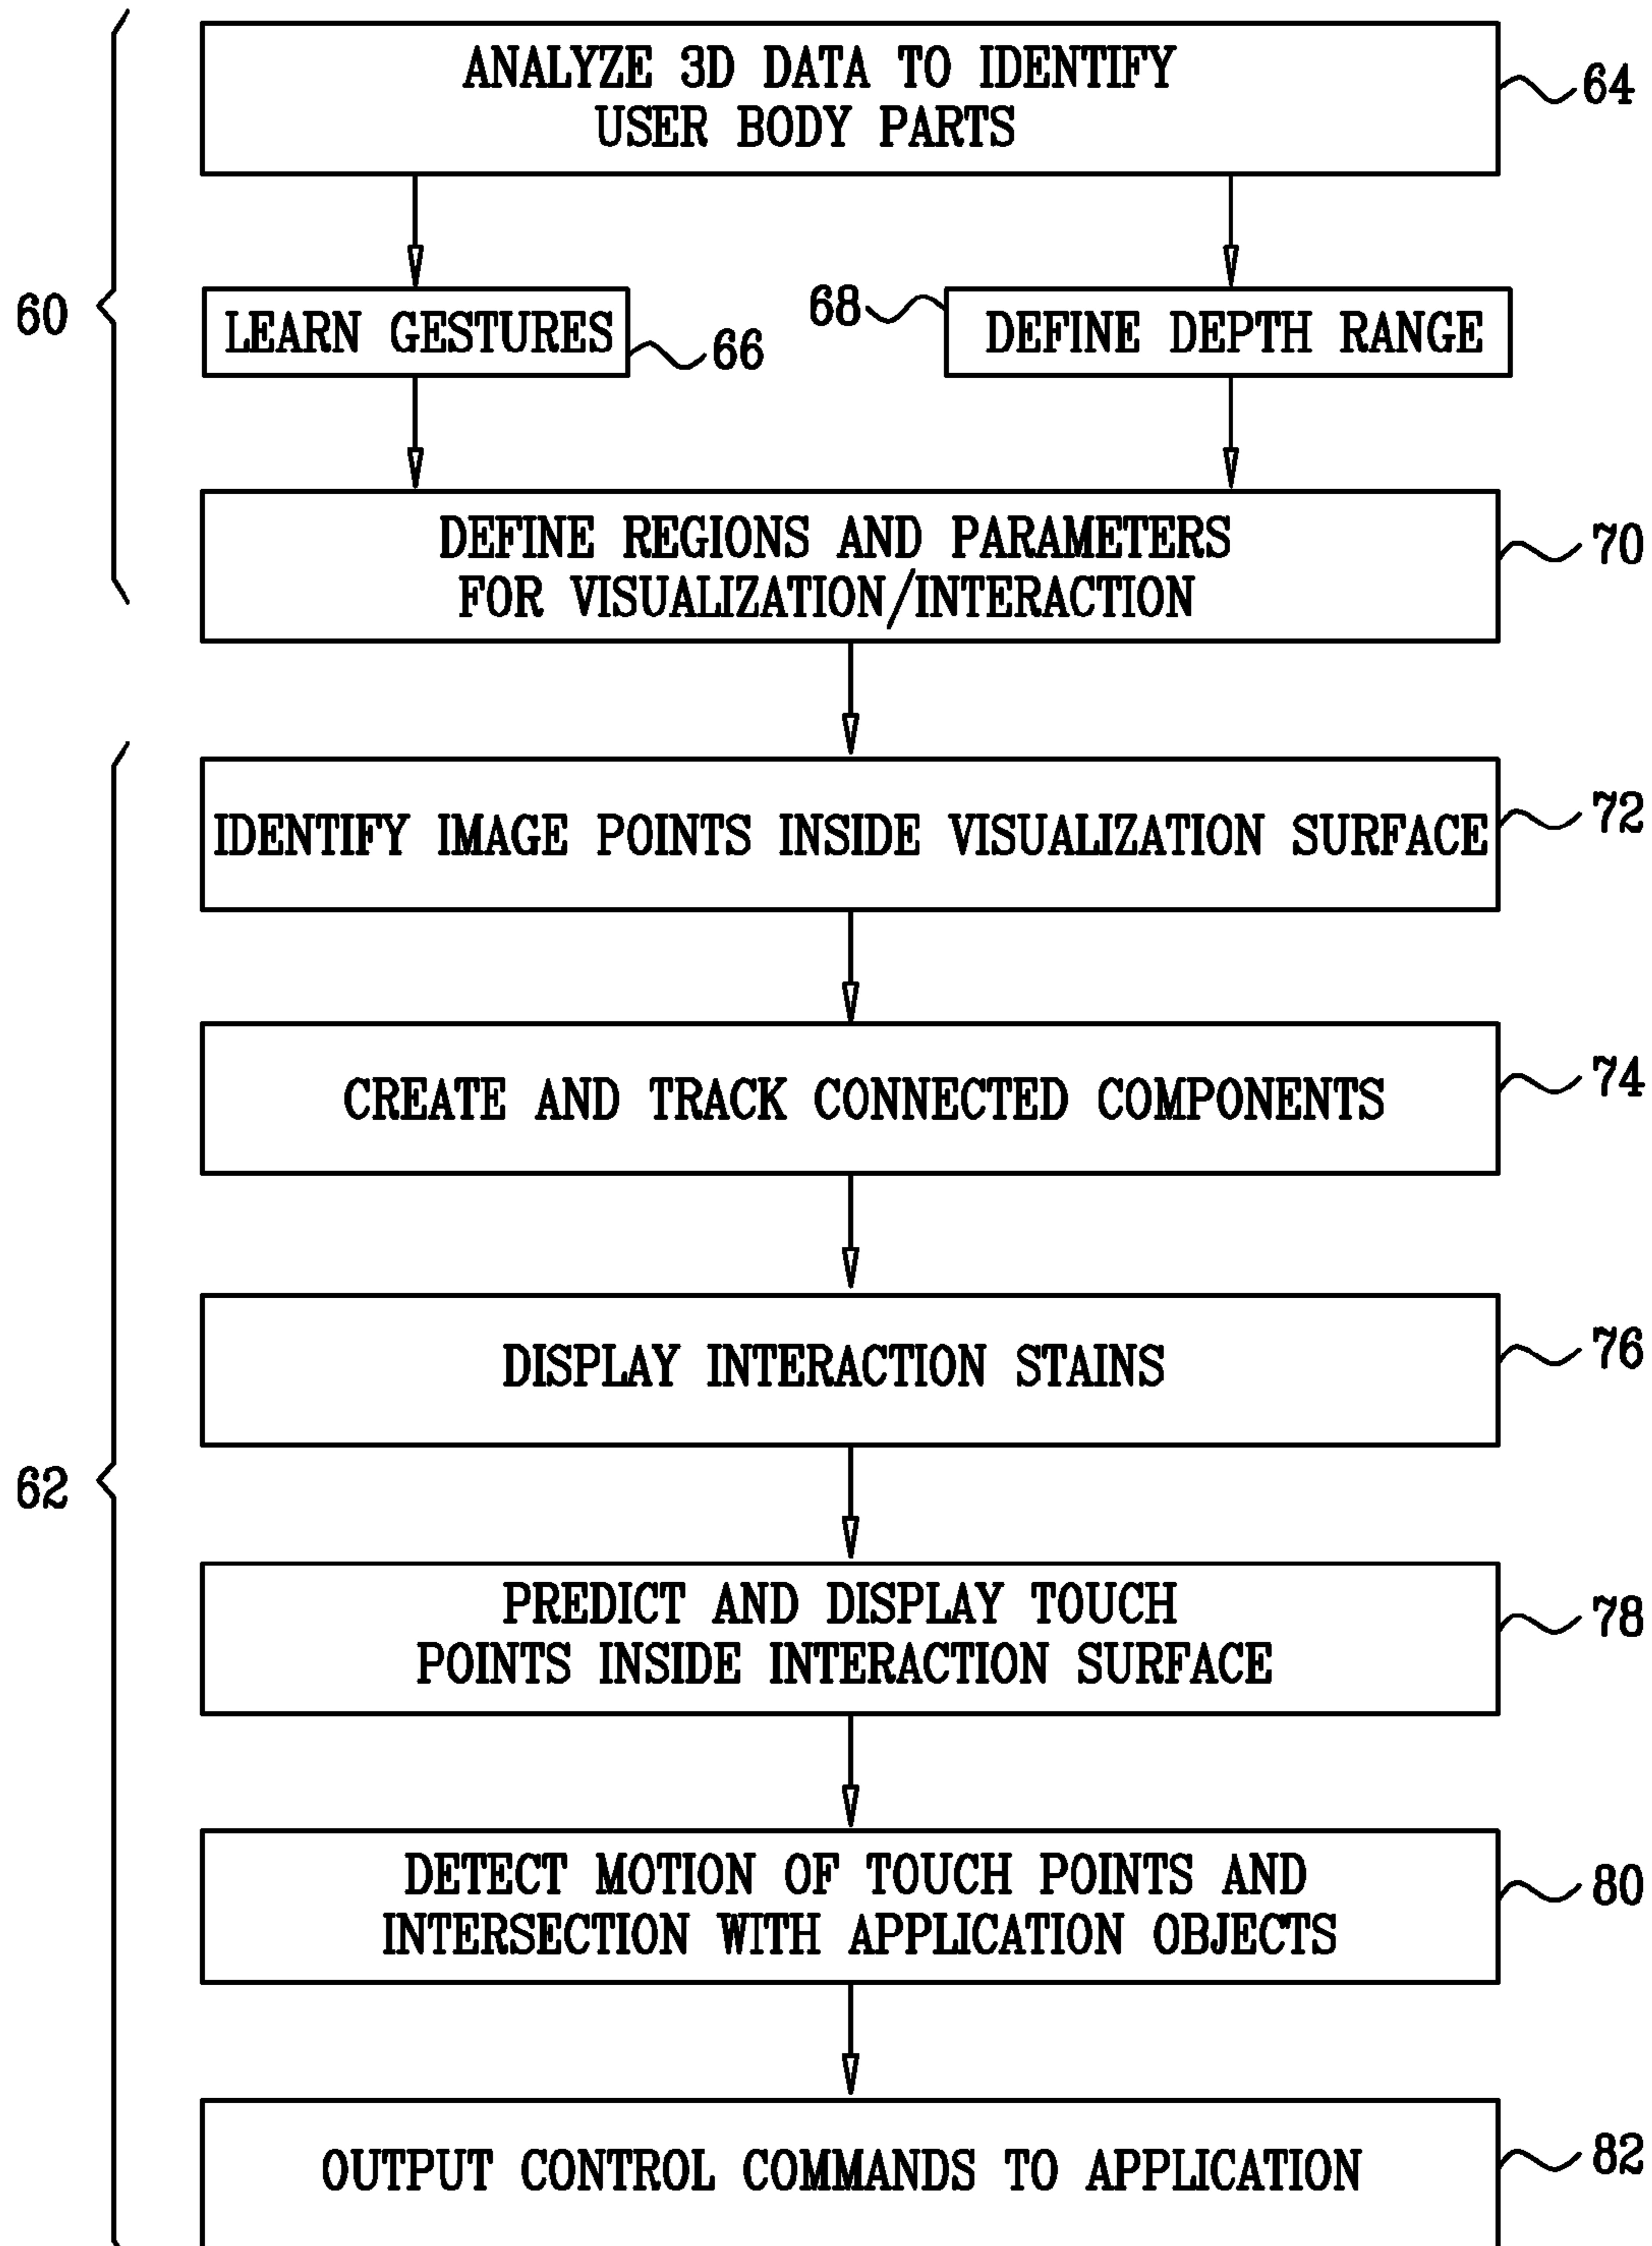 ANALYZE 3D DATA TO IDENTIFY
USER BODY PARTS
64
60
LEARN GESTURES
66
68
DEFINE DEPTH RANGE
DEFINE REGIONS AND PARAMETERS
FOR VISUALIZATION/INTERACTION
70
IDENTIFY IMAGE POINTS INSIDE VISUALIZATION SURFACE
72
CREATE AND TRACK CONNECTED COMPONENTS
74
DISPLAY INTERACTION STAINS
76
62
PREDICT AND DISPLAY TOUCH
POINTS INSIDE INTERACTION SURFACE
78
DETECT MOTION OF TOUCH POINTS AND
INTERSECTION WITH APPLICATION OBJECTS
80
OUTPUT CONTROL COMMANDS TO APPLICATION
82